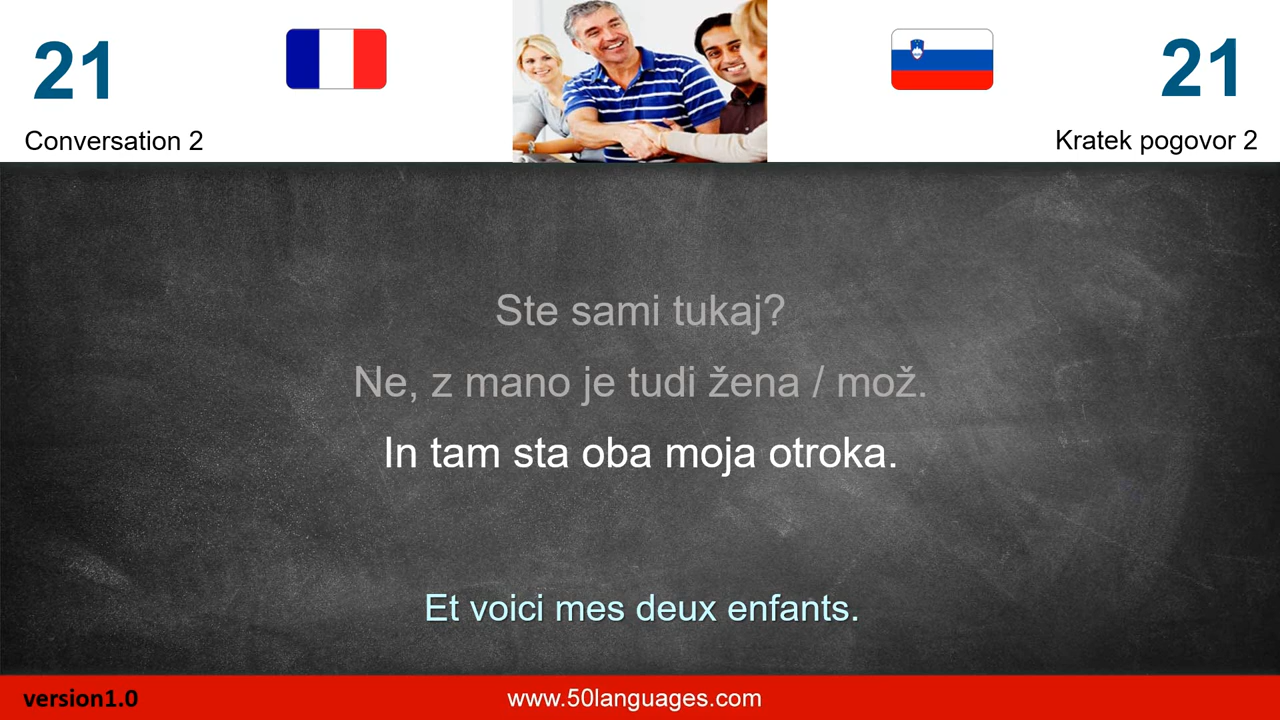 21
21
Conversation 2
Kratek pogovor 2
Ste sami tukaj?
Ne, z mano je tudi žena / mož.
In tam sta oba moja otroka.
Et voici mes deux enfants.
version1.0
www.50languages.com